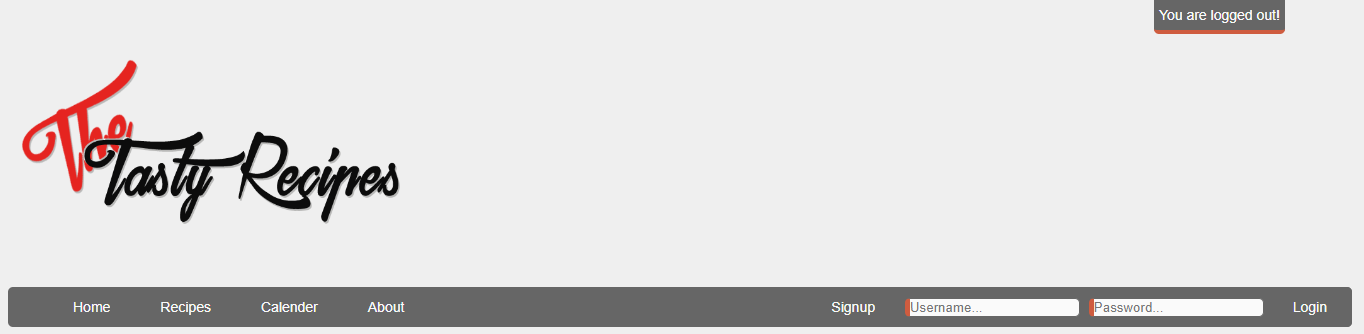 You are logged out!
The
Tasty Recipes
Home Recipes Calender About Signup Username... Password... Login